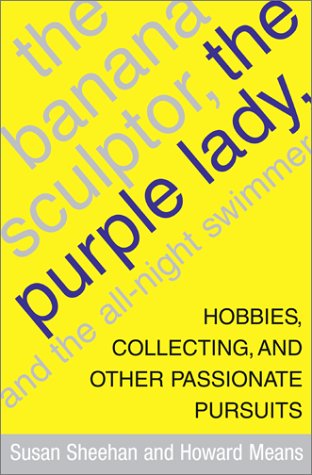 the
banana
sculptor, the
purple lady,
and the all-night swimmer
HOBBIES,
COLLECTING, AND
OTHER PASSIONATE
PURSUITS
Susan Sheehan and Howard Means